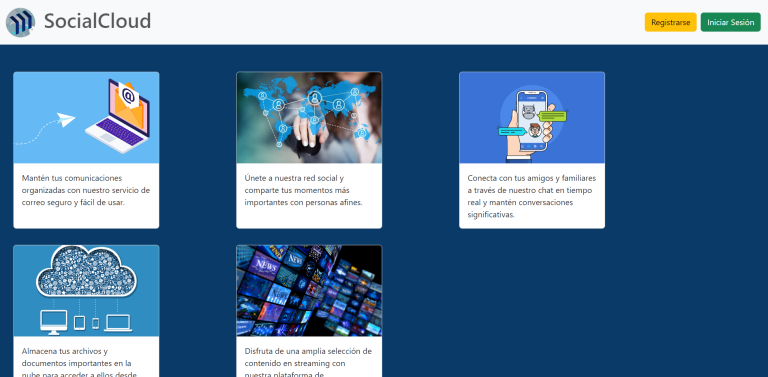 SocialCloud
Registrarse
Iniciar Sesión
Mantén tus comunicaciones
organizadas con nuestro servicio de
correo seguro y fácil de usar.
Únete a nuestra red social y
comparte tus momentos más
importantes con personas afines.
Conecta con tus amigos y familiares
a través de nuestro chat en tiempo
real y mantén conversaciones
significativas.
NEWS
NEWS
Almacena tus archivos y
documentos importantes en la
nube para acceder a ellos desde
Disfruta de una amplia selección de
contenido en streaming con
nuestra plataforma de